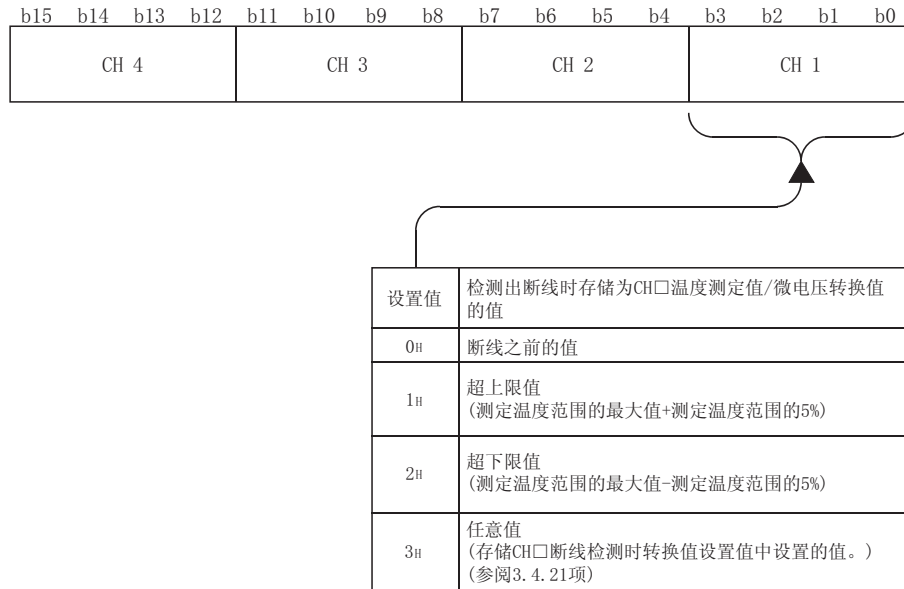 b15 b14 b13 b12 b11 b10 b9 b8 b7 b6 b5 b4 b3 b2 b1 b0
CH 4 CH 3 CH 2 CH 1
设置值 检测出断线时存储为CH□温度测定值/微电压转换值
的值
0H 断线之前的值
1H 超上限值
(测定温度范围的最大值+测定温度范围的5%)
2H 超下限值
(测定温度范围的最大值-测定温度范围的5%)
3H 任意值
(存储CH□断线检测时转换值设置值中设置的值。)
(参阅3.4.21项)